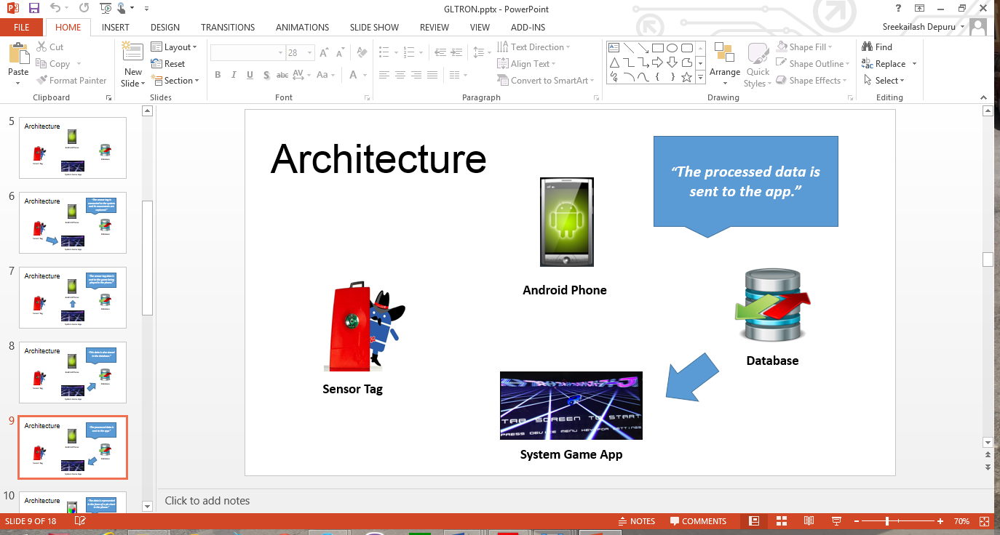 GLTRON.pptx - PowerPoint
?
FILE HOME INSERT DESIGN TRANSITIONS ANIMATIONS SLIDE SHOW REVIEW VIEW ADD-INS
Sreekailash Depuru
Paste
Cut
Copy
Format Painter
Clipboard
New
Slide
Layout
Reset
Section
Slides
28
B I U S abc AV Aa A
Font
Text Direction
Align Text
Convert to SmartArt
Paragraph
Arrange
Quick
Styles
Shape Fill
Shape Outline
Shape Effects
Drawing
Find
Replace
Select
Editing
5
Architecture
6
Architecture
7
Architecture
8
Architecture
9
Architecture
10
Architecture
Architecture
“The processed data is
sent to the app.”
Android Phone
Sensor Tag
Database
TAP SCREEN TO START
PRESS DEVICE MENU KEY FOR SETTINGS
System Game App
Click to add notes
SLIDE 9 OF 18
NOTES
COMMENTS
70%